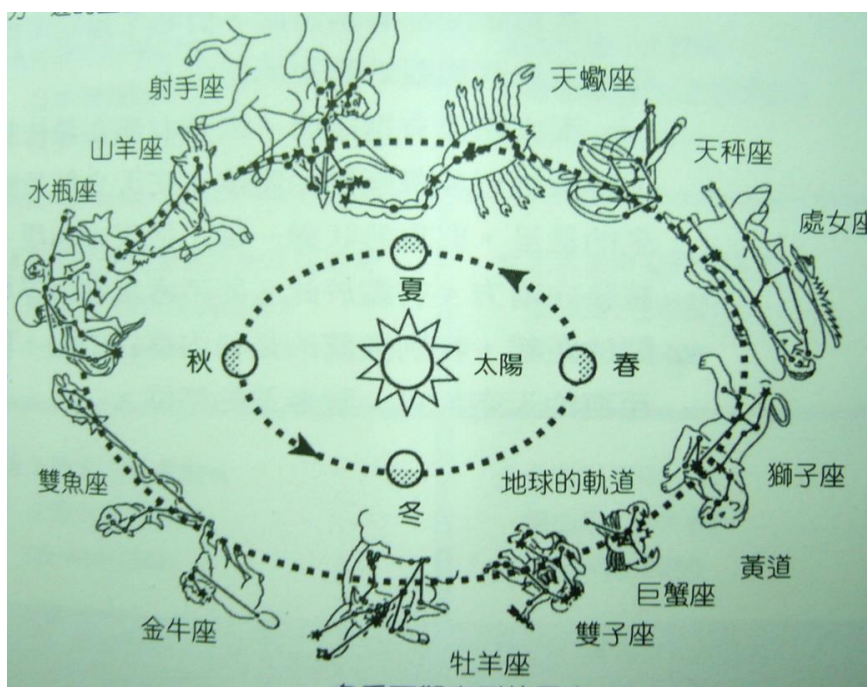 射手座
天蠍座
山羊座
天秤座
水瓶座
處女座
夏
秋
太陽
春
冬
地球的軌道
雙魚座
獅子座
黃道
巨蟹座
金牛座
雙子座
牡羊座